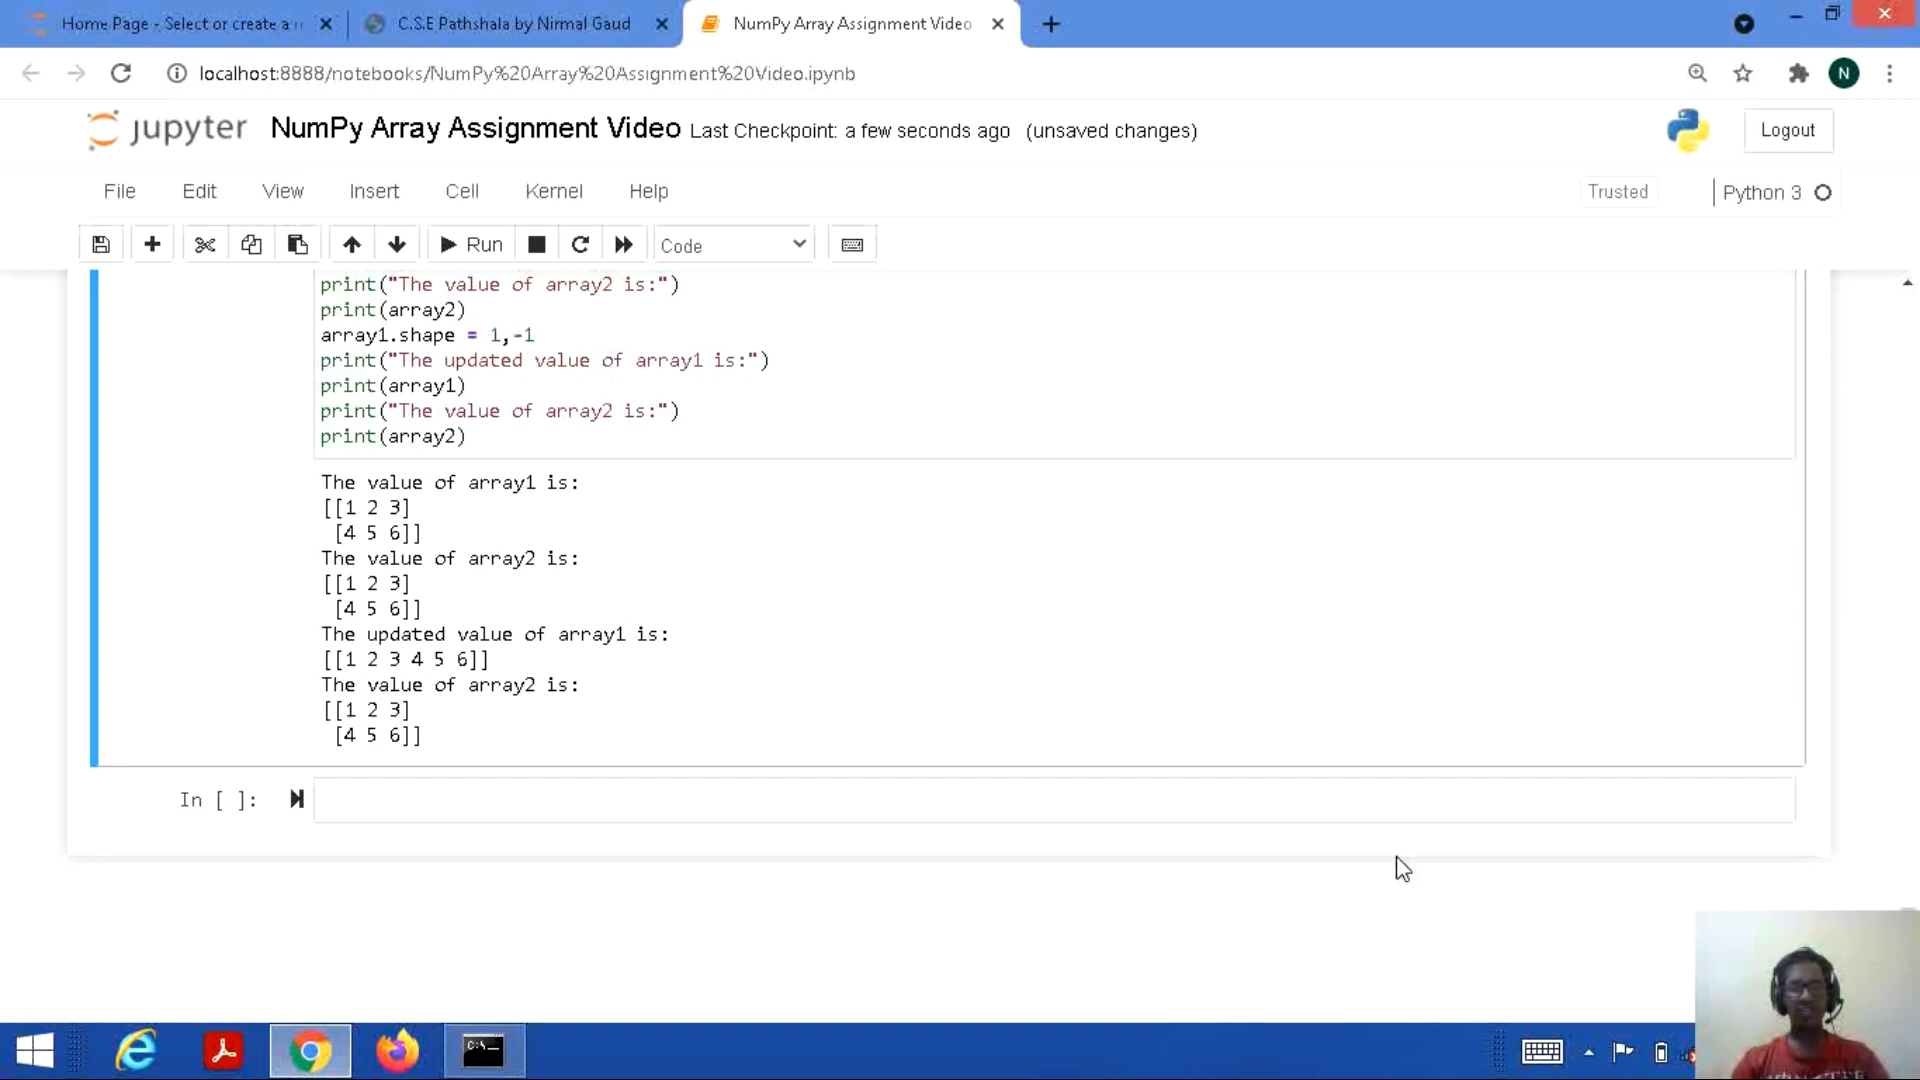 Home Page - Select or create a n
C.S.E Pathshala by Nirmal Gaud
NumPy Array Assignment Video
localhost:8888/notebooks/NumPy%20Array%20Assignment%20Video.ipynb
N
jupyter NumPy Array Assignment Video Last Checkpoint: a few seconds ago (unsaved changes)
Logout
File Edit View Insert Cell Kernel Help
Trusted
Python 3
Run
Code
print("The value of array2 is:")
print(array2)
array1.shape = 1,-1
print("The updated value of array1 is:")
print(array1)
print("The value of array2 is:")
print(array2)
The value of array1 is:
[[1 2 3]
[4 5 6]]
The value of array2 is:
[[1 2 3]
[4 5 6]]
The updated value of array1 is:
[[1 2 3 4 5 6]]
The value of array2 is:
[[1 2 3]
[4 5 6]]
In [ ]:
C:\_